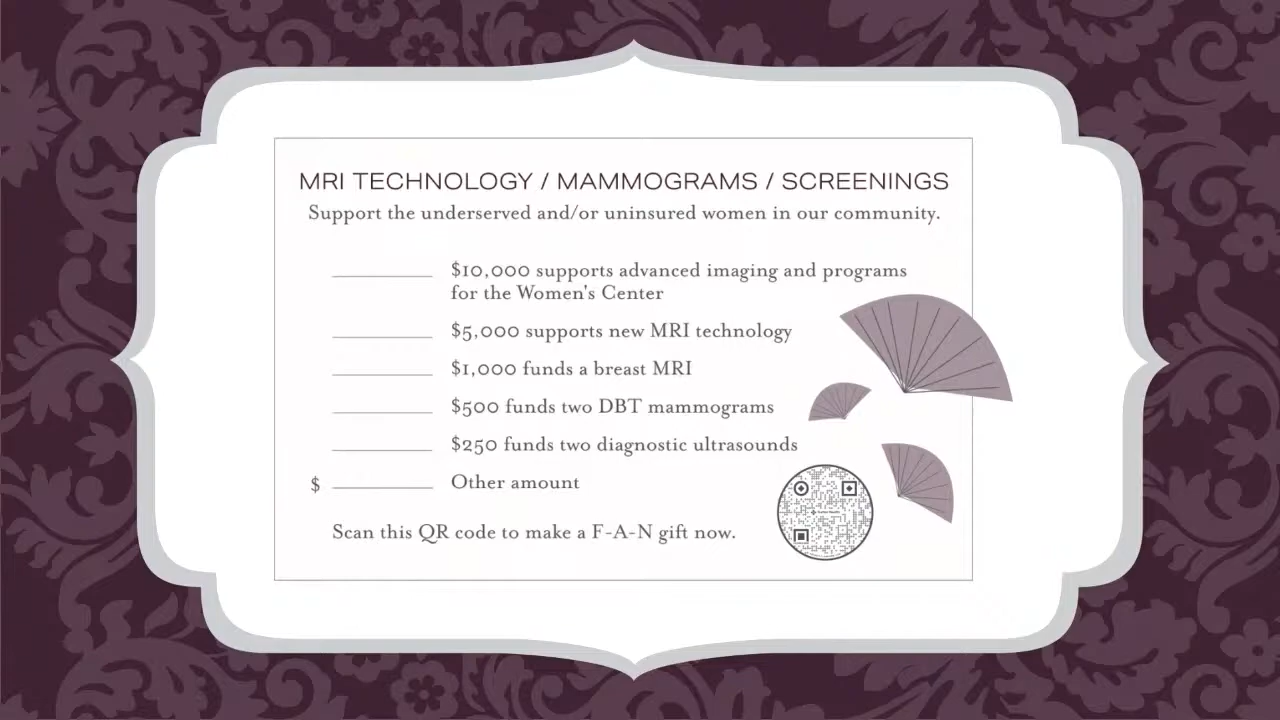 MRI TECHNOLOGY / MAMMOGRAMS / SCREENINGS
Support the underserved and/or uninsured women in our community.
$10,000 supports advanced imaging and programs
for the Women's Center
$5,000 supports new MRI technology
$1,000 funds a breast MRI
$500 funds two DBT mammograms
$250 funds two diagnostic ultrasounds
$ Other amount
Scan this QR code to make a F-A-N gift now.